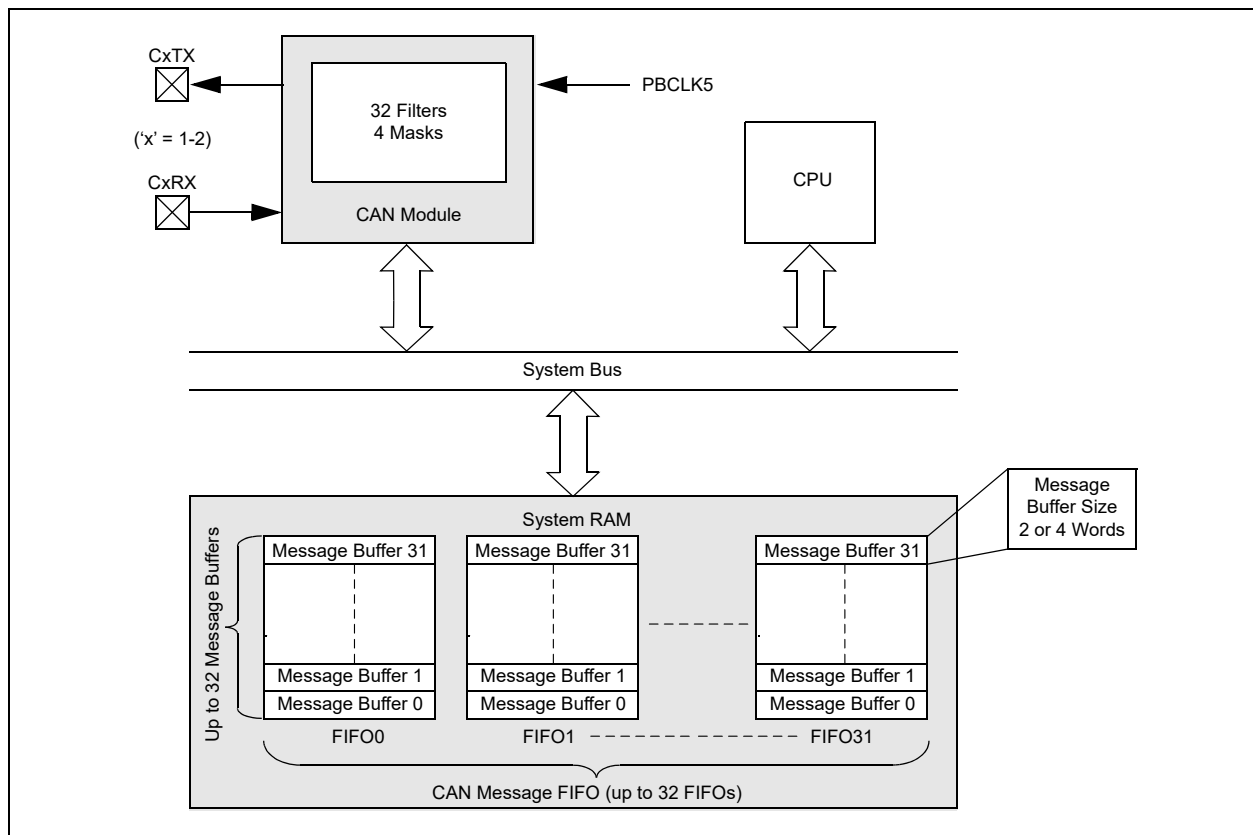 CxTX
PBCLK5
32 Filters
4 Masks
(‘x’ = 1-2)
CPU
CxRX
CAN Module
System Bus
Message
Buffer Size
2 or 4 Words
System RAM
Up to 32 Message Buffers
Message Buffer 31
Message Buffer 31
Message Buffer 31
Message Buffer 1
Message Buffer 1
Message Buffer 1
Message Buffer 0
Message Buffer 0
Message Buffer 0
FIFO0
FIFO1
FIFO31
CAN Message FIFO (up to 32 FIFOs)